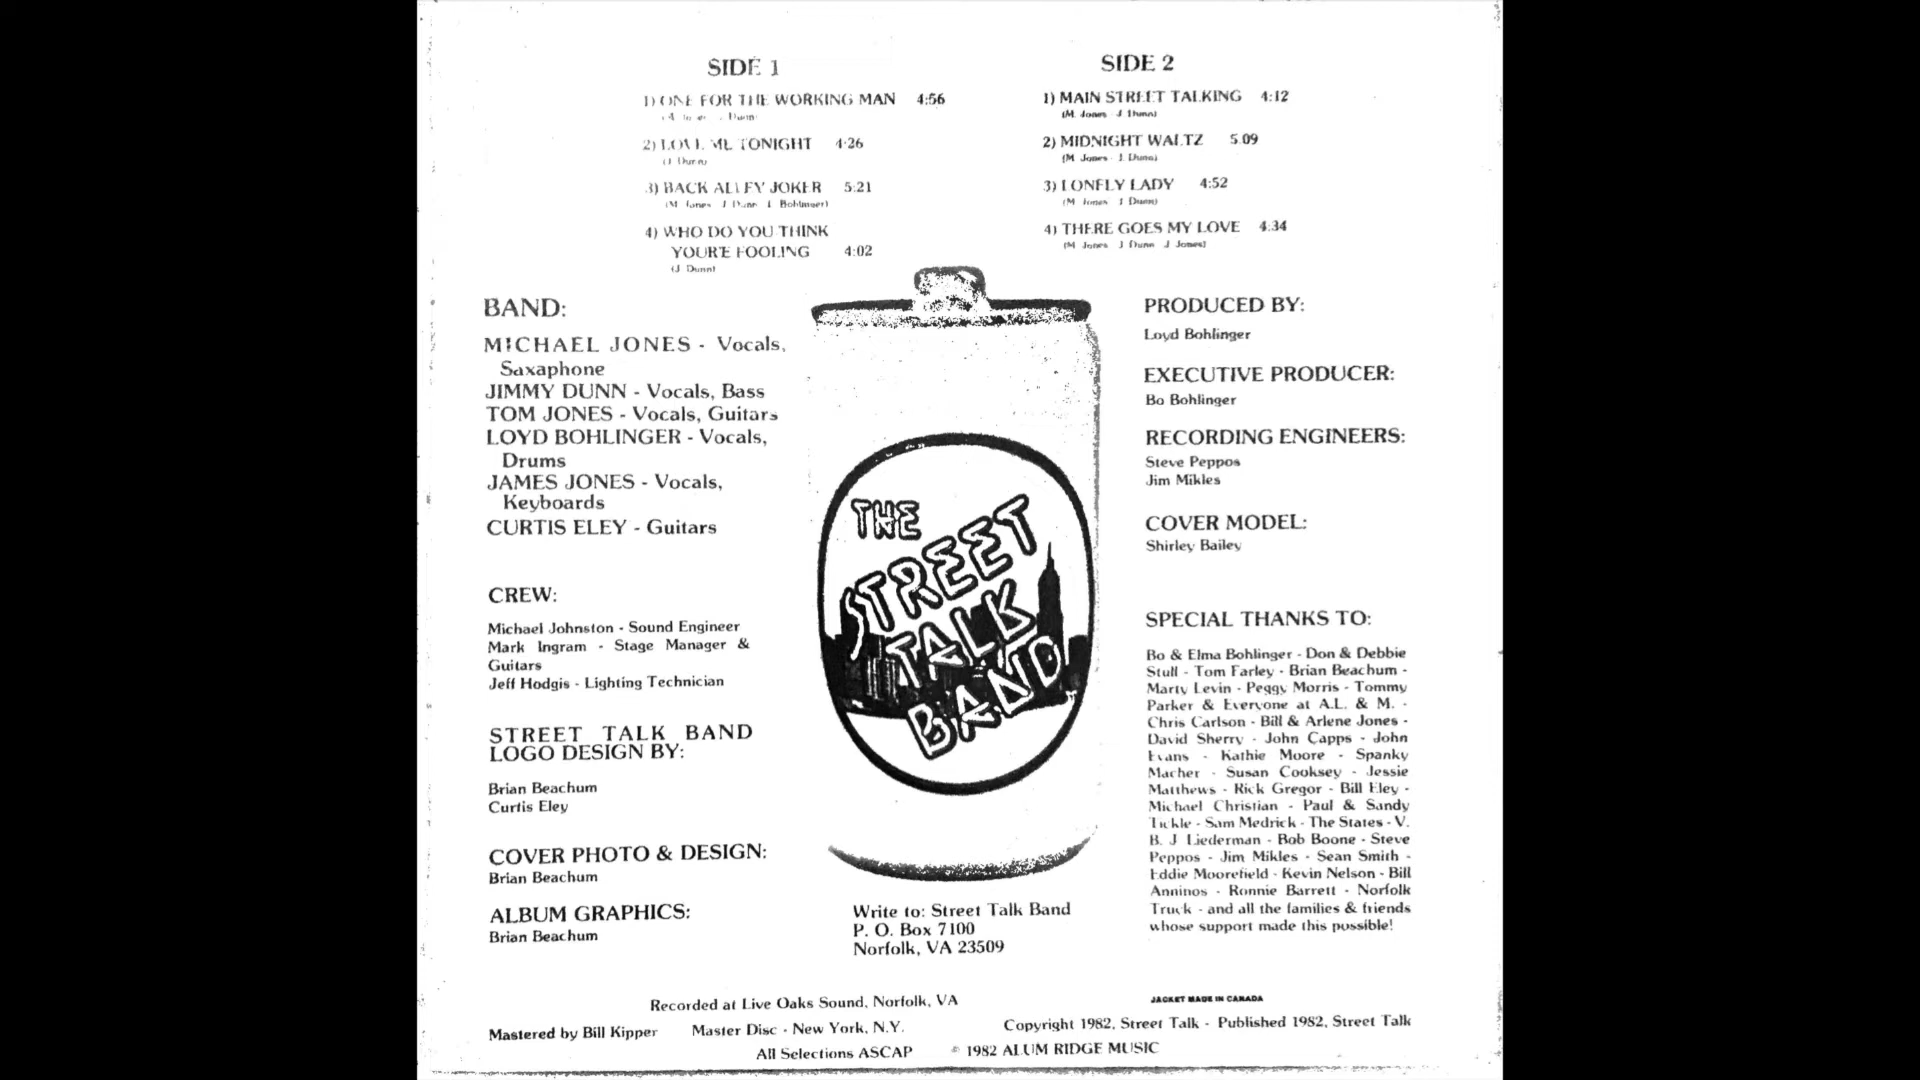 SIDE 1
1) ONE FOR THE WORKING MAN 4:56
2) LOVE ME TONIGHT 4:26
(J. Dunn)
3) BACK ALLEY JOKER 5:21
(M. Jones J. Dunn L. Bohlinger)
4) WHO DO YOU THINK
YOUR'E FOOLING 4:02
(J. Dunn)
SIDE 2
1) MAIN STREET TALKING 4:12
(M. Jones J. Dunn)
2) MIDNIGHT WALTZ 5:09
(M. Jones J. Dunn)
3) LONELY LADY 4:52
(M. Jones J. Dunn)
4) THERE GOES MY LOVE 4:34
(M. Jones J. Dunn J. Jones)
BAND:
MICHAEL JONES - Vocals,
Saxaphone
JIMMY DUNN - Vocals, Bass
TOM JONES - Vocals, Guitars
LOYD BOHLINGER - Vocals,
Drums
JAMES JONES - Vocals,
Keyboards
CURTIS ELEY - Guitars
CREW:
Michael Johnston - Sound Engineer
Mark Ingram - Stage Manager &
Guitars
Jeff Hodgis - Lighting Technician
STREET TALK BAND
LOGO DESIGN BY:
Brian Beachum
Curtis Eley
COVER PHOTO & DESIGN:
Brian Beachum
ALBUM GRAPHICS:
Brian Beachum
THE
STREET
TALK
BAND
Write to: Street Talk Band
P. O. Box 7100
Norfolk, VA 23509
PRODUCED BY:
Loyd Bohlinger
EXECUTIVE PRODUCER:
Bo Bohlinger
RECORDING ENGINEERS:
Steve Peppos
Jim Mikles
COVER MODEL:
Shirley Bailey
SPECIAL THANKS TO:
Bo & Elma Bohlinger - Don & Debbie
Stull - Tom Farley - Brian Beachum -
Marty Levin - Peggy Morris - Tommy
Parker & Everyone at A.L. & M. -
Chris Carlson - Bill & Arlene Jones -
David Sherry - John Capps - John
Evans - Kathie Moore - Spanky
Macher - Susan Cooksey - Jessie
Matthews - Rick Gregor - Bill Eley -
Michael Christian - Paul & Sandy
Tickle - Sam Medrick - The States - V.
B. J. Liederman - Bob Boone - Steve
Peppos - Jim Mikles - Sean Smith -
Eddie Moorefield - Kevin Nelson - Bill
Anninos - Ronnie Barrett - Norfolk
Truck - and all the families & friends
whose support made this possible!
Recorded at Live Oaks Sound, Norfolk, VA
JACKET MADE IN CANADA
Mastered by Bill Kipper Master Disc - New York, N.Y.
Copyright 1982, Street Talk - Published 1982, Street Talk
All Selections ASCAP © 1982 ALUM RIDGE MUSIC